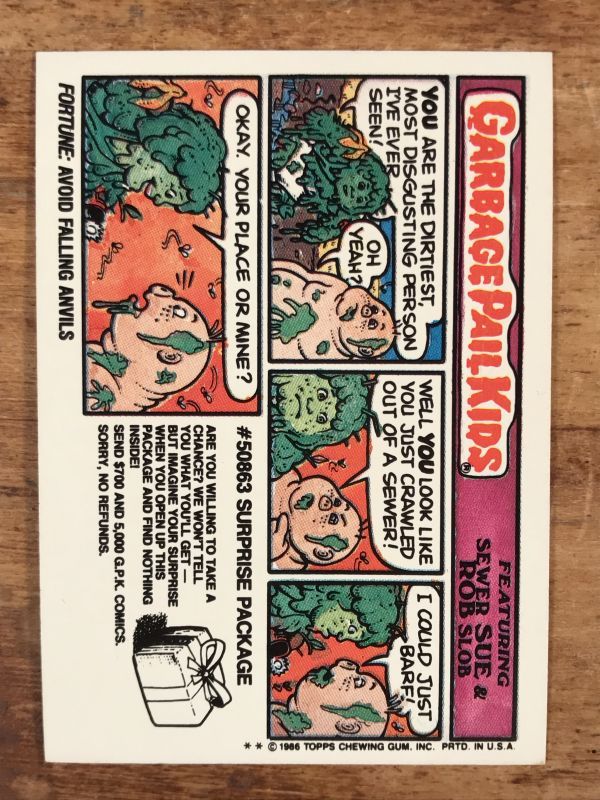 GARBAGE PAIL KIDS®
FEATURING
SEWER SUE &
ROB SLOB
YOU ARE THE DIRTIEST,
MOST DISGUSTING PERSON
I'VE EVER
SEEN!
OH
YEAH?
WELL YOU LOOK LIKE
YOU JUST CRAWLED
OUT OF A SEWER!
I COULD JUST
BARF!
OKAY. YOUR PLACE OR MINE?
FORTUNE: AVOID FALLING ANVILS
#50863 SURPRISE PACKAGE
ARE YOU WILLING TO TAKE A
CHANCE? WE WON'T TELL
YOU WHAT YOU'LL GET —
BUT IMAGINE YOUR SURPRISE
WHEN YOU OPEN UP THIS
PACKAGE AND FIND NOTHING
INSIDE!
SEND $700 AND 5,000 G.P.K. COMICS.
SORRY, NO REFUNDS.
** © 1986 TOPPS CHEWING GUM, INC. PRTD. IN U.S.A.